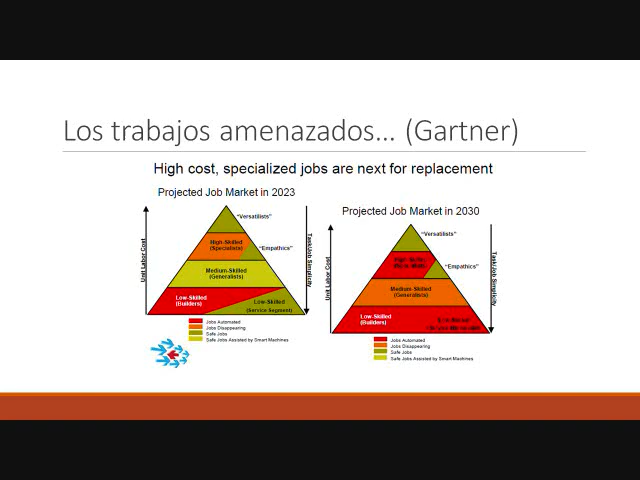 Los trabajos amenazados... (Gartner)
High cost, specialized jobs are next for replacement
Projected Job Market in 2023
"Versatilists"
High-Skilled
(Specialists)
"Empathics"
Medium-Skilled
(Generalists)
Low-Skilled
(Builders)
Low-Skilled
(Service Segment)
Unit Labor Cost
Task/Job Simplicity
Jobs Automated
Jobs Disappearing
Safe Jobs
Safe Jobs Assisted by Smart Machines
Projected Job Market in 2030
"Versatilists"
"Empathics"
Medium-Skilled
(Generalists)
Low-Skilled
(Builders)
Unit Labor Cost
Task/Job Simplicity
Jobs Automated
Jobs Disappearing
Safe Jobs
Safe Jobs Assisted by Smart Machines